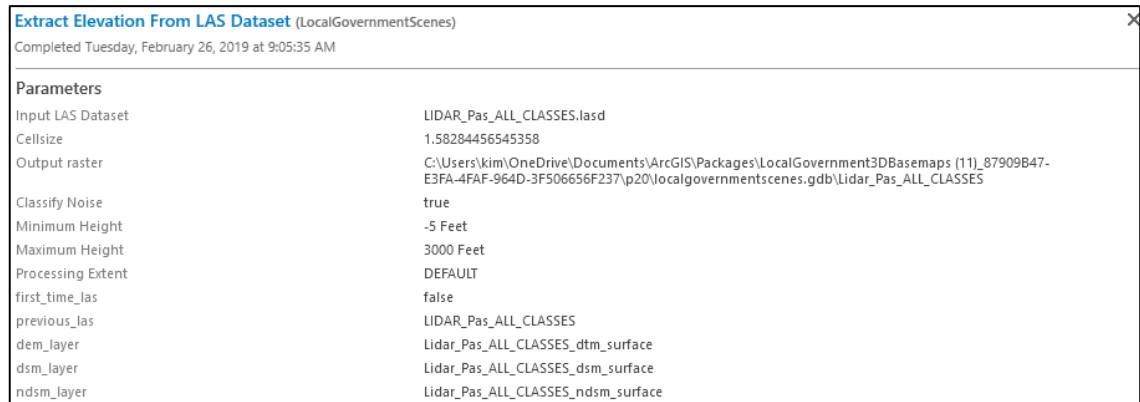 Extract Elevation From LAS Dataset (LocalGovernmentScenes)
Completed Tuesday, February 26, 2019 at 9:05:35 AM
Parameters
Input LAS Dataset LIDAR_Pas_ALL_CLASSES.lasd
Cellsize 1.58284456545358
Output raster C:\Users\kim\OneDrive\Documents\ArcGIS\Packages\LocalGovernment3DBasemaps (11)_87909B47-
E3FA-4FAF-964D-3F506656F237\p20\localgovernmentscenes.gdb\Lidar_Pas_ALL_CLASSES
Classify Noise true
Minimum Height -5 Feet
Maximum Height 3000 Feet
Processing Extent DEFAULT
first_time_las false
previous_las LIDAR_Pas_ALL_CLASSES
dem_layer Lidar_Pas_ALL_CLASSES_dtm_surface
dsm_layer Lidar_Pas_ALL_CLASSES_dsm_surface
ndsm_layer Lidar_Pas_ALL_CLASSES_ndsm_surface